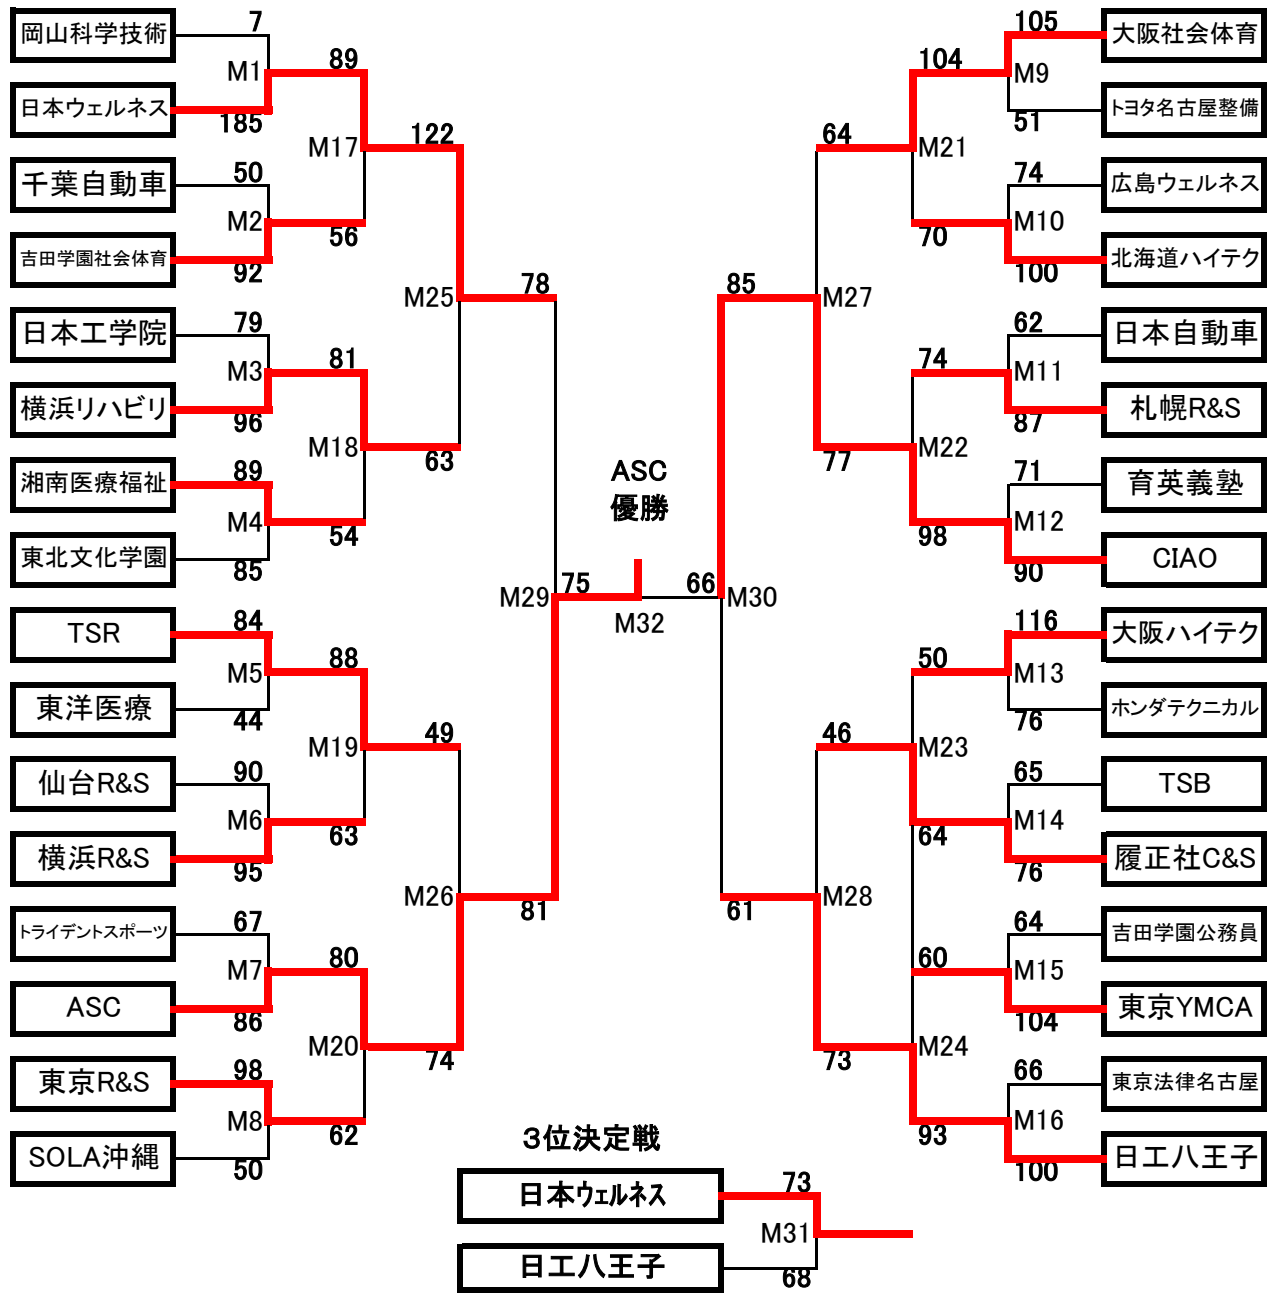 岡山科学技術
7
M1
日本ウェルネス
185
89
M17
千葉自動車
50
M2
吉田学園社会体育
92
56
122
M25
日本工学院
79
M3
横浜リハビリ
96
81
M18
湘南医療福祉
89
M4
東北文化学園
85
54
63
78
M29
TSR
84
M5
東洋医療
44
88
M19
仙台R&S
90
M6
横浜R&S
95
63
49
M26
トライデントスポーツ
67
M7
ASC
86
80
M20
東京R&S
98
M8
SOLA沖縄
50
62
74
81
ASC
優勝
75
66
M32
105
大阪社会体育
M9
トヨタ名古屋整備
51
104
M21
74
広島ウェルネス
M10
北海道ハイテク
100
70
64
M27
62
日本自動車
M11
札幌R&S
87
74
M22
71
育英義塾
M12
CIAO
90
98
77
85
M30
116
大阪ハイテク
M13
ホンダテクニカル
76
50
M23
65
TSB
M14
履正社C&S
76
64
46
M28
64
吉田学園公務員
M15
東京YMCA
104
60
M24
66
東京法律名古屋
M16
日工八王子
100
93
73
61
３位決定戦
日本ウェルネス
73
M31
日工八王子
68